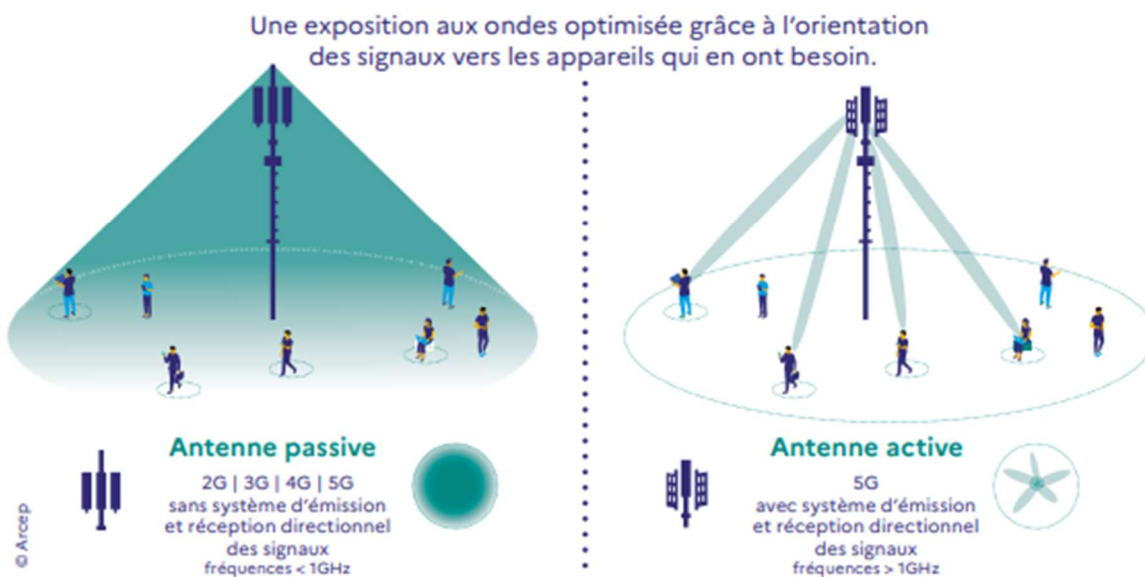 Une exposition aux ondes optimisée grâce à l'orientation
des signaux vers les appareils qui en ont besoin.
Antenne passive
2G | 3G | 4G | 5G
sans système d'émission
et réception directionnel
des signaux
fréquences < 1GHz
Antenne active
5G
avec système d'émission
et réception directionnel
des signaux
fréquences > 1GHz
© Arcep